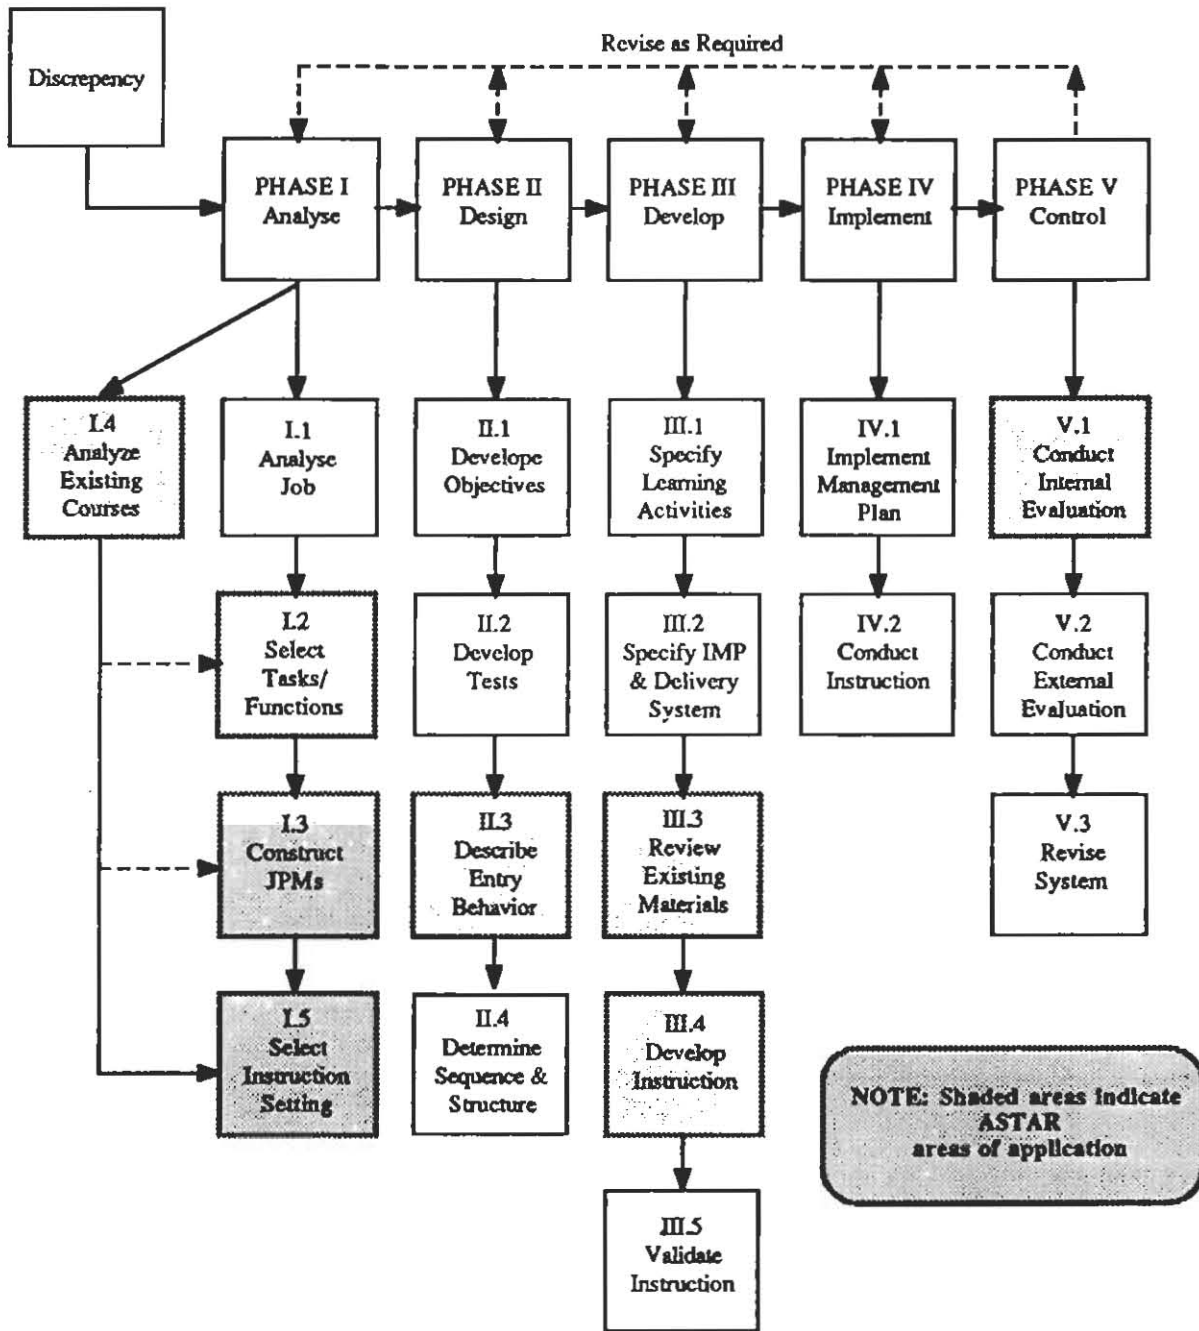 Revise as Required
Discrepency
PHASE I
Analyse
PHASE II
Design
PHASE III
Develop
PHASE IV
Implement
PHASE V
Control
I.4
Analyze
Existing
Courses
I.1
Analyse
Job
II.1
Develope
Objectives
III.1
Specify
Learning
Activities
IV.1
Implement
Management
Plan
V.1
Conduct
Internal
Evaluation
I.2
Select
Tasks/
Functions
II.2
Develop
Tests
III.2
Specify IMP
& Delivery
System
IV.2
Conduct
Instruction
V.2
Conduct
External
Evaluation
I.3
Construct
JPMs
II.3
Describe
Entry
Behavior
III.3
Review
Existing
Materials
V.3
Revise
System
I.5
Select
Instruction
Setting
II.4
Determine
Sequence &
Structure
III.4
Develop
Instruction
NOTE: Shaded areas indicate
ASTAR
areas of application
III.5
Validate
Instruction